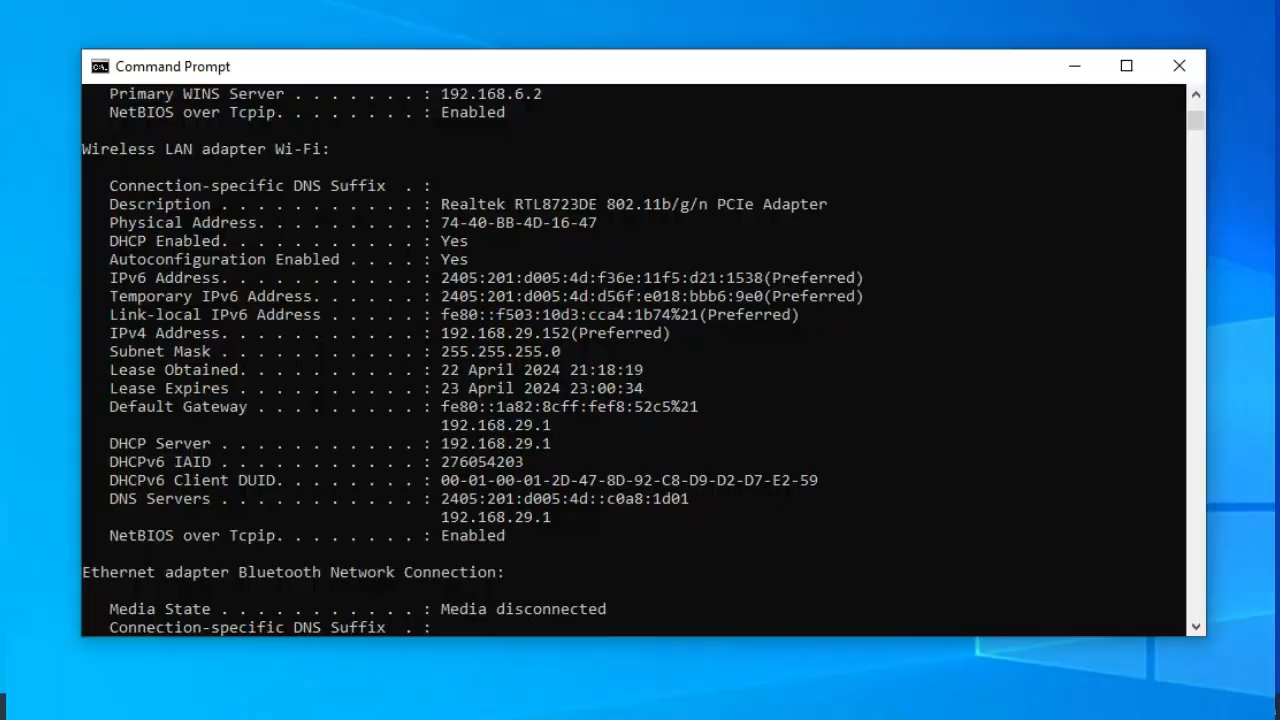 Command Prompt
Primary WINS Server . . . . . . . : 192.168.6.2
NetBIOS over Tcpip. . . . . . . . : Enabled
Wireless LAN adapter Wi-Fi:
Connection-specific DNS Suffix . :
Description . . . . . . . . . . . : Realtek RTL8723DE 802.11b/g/n PCIe Adapter
Physical Address. . . . . . . . . : 74-40-BB-4D-16-47
DHCP Enabled. . . . . . . . . . . : Yes
Autoconfiguration Enabled . . . . : Yes
IPv6 Address. . . . . . . . . . . : 2405:201:d005:4d:f36e:11f5:d21:1538(Preferred)
Temporary IPv6 Address. . . . . . : 2405:201:d005:4d:d56f:e018:bbb6:9e0(Preferred)
Link-local IPv6 Address . . . . . : fe80::f503:10d3:cca4:1b74%21(Preferred)
IPv4 Address. . . . . . . . . . . : 192.168.29.152(Preferred)
Subnet Mask . . . . . . . . . . . : 255.255.255.0
Lease Obtained. . . . . . . . . . : 22 April 2024 21:18:19
Lease Expires . . . . . . . . . . : 23 April 2024 23:00:34
Default Gateway . . . . . . . . . : fe80::1a82:8cff:fef8:52c5%21
192.168.29.1
DHCP Server . . . . . . . . . . . : 192.168.29.1
DHCPv6 IAID . . . . . . . . . . . : 276054203
DHCPv6 Client DUID. . . . . . . . : 00-01-00-01-2D-47-8D-92-C8-D9-D2-D7-E2-59
DNS Servers . . . . . . . . . . . : 2405:201:d005:4d::c0a8:1d01
192.168.29.1
NetBIOS over Tcpip. . . . . . . . : Enabled
Ethernet adapter Bluetooth Network Connection:
Media State . . . . . . . . . . . : Media disconnected
Connection-specific DNS Suffix . :